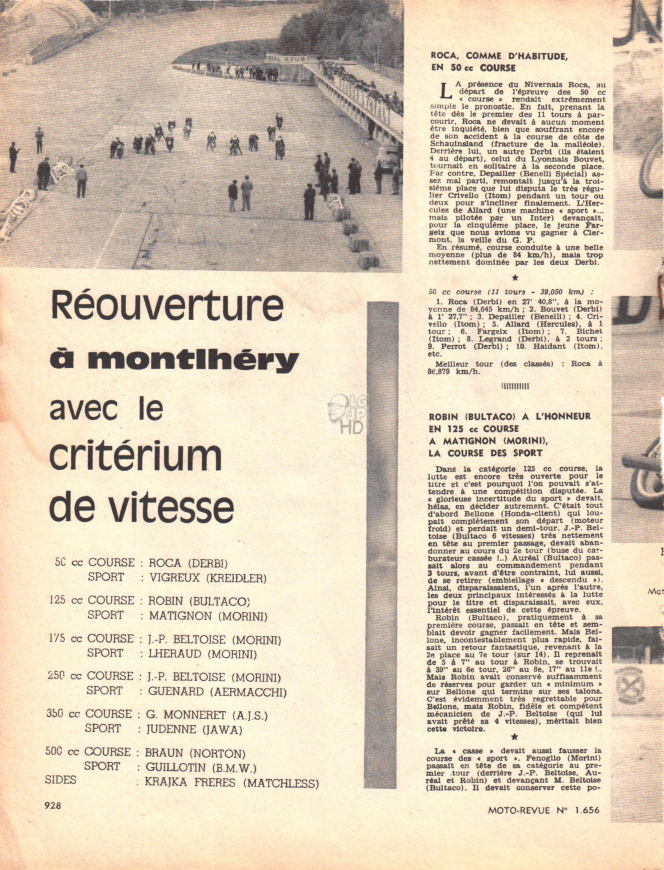 Réouverture
à montlhéry
avec le
critérium
de vitesse
50 cc COURSE : ROCA (DERBI)
SPORT : VIGREUX (KREIDLER)
125 cc COURSE : ROBIN (BULTACO)
SPORT : MATIGNON (MORINI)
175 cc COURSE : J.-P. BELTOISE (MORINI)
SPORT : LHERAUD (MORINI)
250 cc COURSE : J.-P. BELTOISE (MORINI)
SPORT : GUENARD (AERMACCHI)
350 cc COURSE : G. MONNERET (A.J.S.)
SPORT : JUDENNE (JAWA)
500 cc COURSE : BRAUN (NORTON)
SPORT : GUILLOTIN (B.M.W.)
SIDES : KRAJKA FRERES (MATCHLESS)
928
ROCA, COMME D'HABITUDE,
EN 50 cc COURSE
LA présence du Nivernais Roca, au
départ de l'épreuve des 50 cc
« course » rendait extrêmement
simple le pronostic. En fait, prenant la
tête dès le premier des 11 tours à par-
courir, Roca ne devait à aucun moment
être inquiété, bien que souffrant encore
de son accident à la course de côte de
Schauinsland (fracture de la malléole).
Derrière lui, un autre Derbi (ils étaient
4 au départ), celui du Lyonnais Bouvet,
tournait en solitaire à la seconde place.
Par contre, Depailler (Benelli Spécial) as-
sez mal parti, remontait jusqu'à la troi-
sième place que lui disputa le très régu-
lier Crivello (Itom) pendant un tour ou
deux pour s'incliner finalement. L'Her-
cules de Allard (une machine « sport »...
mais pilotée par un Inter) devançait,
pour la cinquième place, le jeune Far-
geix que nous avions vu gagner à Cler-
mont, la veille du G. P.
En résumé, course conduite à une belle
moyenne (plus de 84 km/h), mais trop
nettement dominée par les deux Derbi.
★
50 cc course (11 tours - 39,050 km) :
1. Roca (Derbi) en 27' 40,8", à la mo-
yenne de 84,645 km/h ; 2. Bouvet (Derbi)
à 1' 27,7" ; 3. Depailler (Benelli) ; 4. Cri-
vello (Itom) ; 5. Allard (Hercules), à 1
tour ; 6. Fargeix (Itom) ; 7. Bichet
(Itom) ; 8. Legrand (Derbi), à 2 tours ;
9. Perrot (Derbi) ; 10. Haidant (Itom),
etc.
Meilleur tour (des classés) : Roca à
86,879 km/h.
ROBIN (BULTACO) A L'HONNEUR
EN 125 cc COURSE
A MATIGNON (MORINI),
LA COURSE DES SPORT
Dans la catégorie 125 cc course, la
lutte est encore très ouverte pour le
titre et c'est pourquoi l'on pouvait s'at-
tendre à une compétition disputée. La
« glorieuse incertitude du sport » devait,
hélas, en décider autrement. C'était tout
d'abord Bellone (Honda-client) qui lou-
pait complètement son départ (moteur
froid) et perdait un demi-tour. J.-P. Bel-
toise (Bultaco 6 vitesses) très nettement
en tête au premier passage, devait aban-
donner au cours du 2e tour (buse du car-
burateur cassée !..) Auréal (Bultaco) pas-
sait alors au commandement pendant
3 tours, avant d'être contraint, lui aussi,
de se retirer (embiellage « descendu »).
Ainsi, disparaissaient, l'un après l'autre,
les deux principaux intéressés à la lutte
pour le titre et disparaissait, avec eux,
l'intérêt essentiel de cette épreuve.
Robin (Bultaco), pratiquement à sa
première course, passait en tête et sem-
blait devoir gagner facilement. Mais Bel-
lone, incontestablement plus rapide, fai-
sait un retour fantastique, revenant à la
2e place au 7e tour (sur 14). Il reprenait
de 5 à 7" au tour à Robin, se trouvait
à 39" au 6e tour, 26" au 8e, 17" au 11e !..
Mais Robin avait conservé suffisamment
de réserves pour garder un « minimum »
sur Bellone qui termine sur ses talons.
C'est évidemment très regrettable pour
Bellone, mais Robin, fidèle et compétent
mécanicien de J.-P. Beltoise (qui lui
avait prêté sa 4 vitesses), méritait bien
cette victoire.
★
La « casse » devait aussi fausser la
course des « sport ». Fenoglio (Morini)
passait en tête de sa catégorie au pre-
mier tour (derrière J.-P. Beltoise, Au-
réal et Robin) et devançant M. Beltoise
(Bultaco). Il devait conserver cette po-
MOTO-REVUE N° 1.656
LG
JP
HD